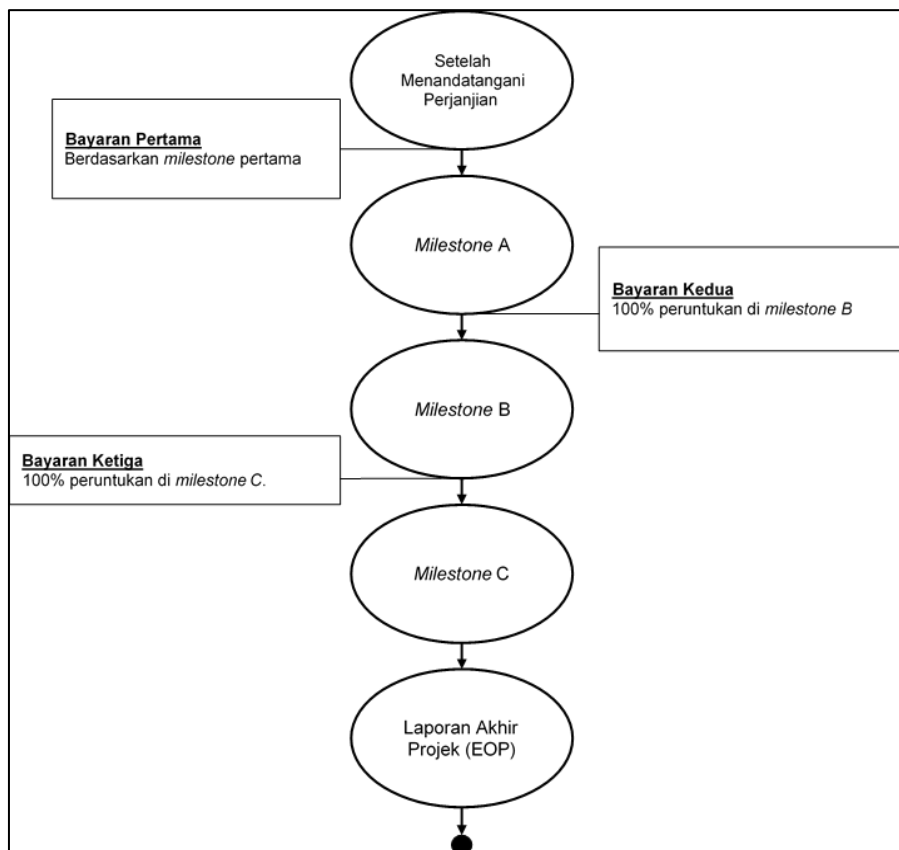 Setelah
Menandatangani
Perjanjian
Bayaran Pertama
Berdasarkan milestone pertama
Milestone A
Bayaran Kedua
100% peruntukan di milestone B
Milestone B
Bayaran Ketiga
100% peruntukan di milestone C.
Milestone C
Laporan Akhir
Projek (EOP)